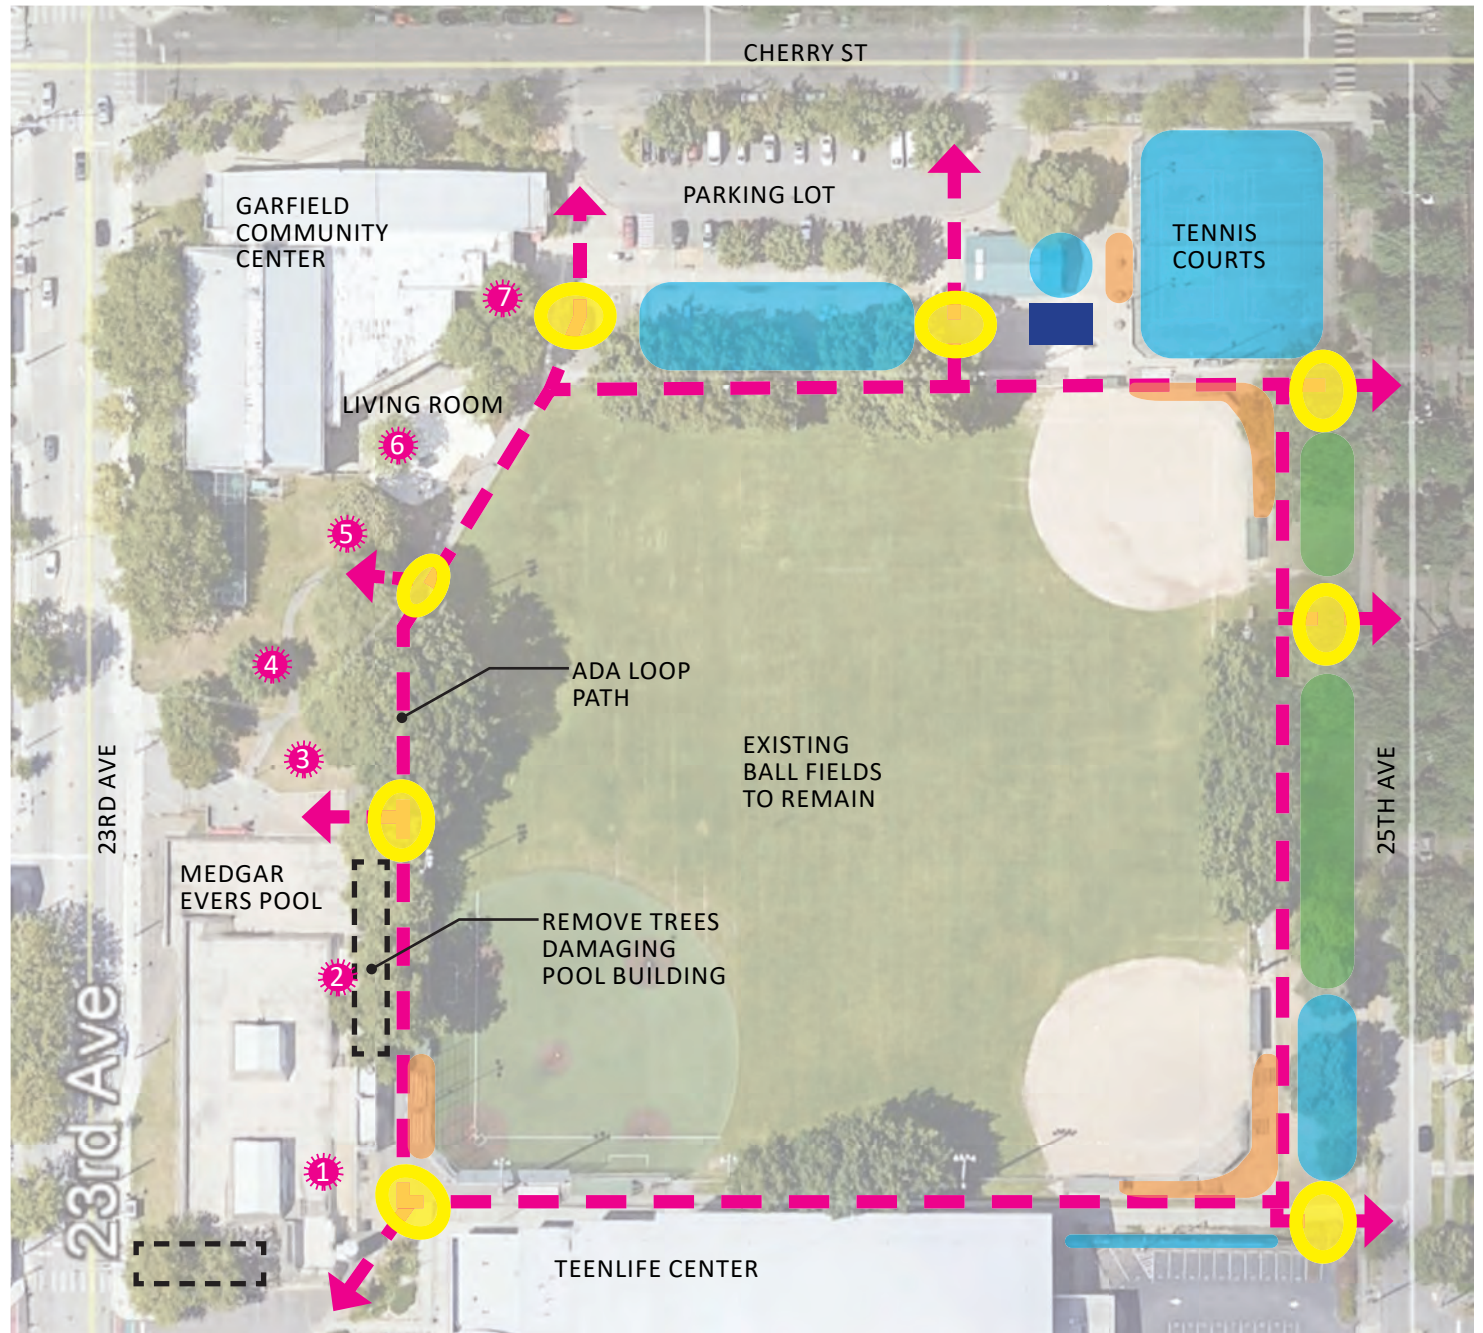 CHERRY ST
GARFIELD
COMMUNITY
CENTER
PARKING LOT
TENNIS
COURTS
7
LIVING ROOM
6
5
4
ADA LOOP
PATH
3
23RD AVE
EXISTING
BALL FIELDS
TO REMAIN
25TH AVE
MEDGAR
EVERS POOL
REMOVE TREES
DAMAGING
POOL BUILDING
2
23rd Ave
1
TEENLIFE CENTER